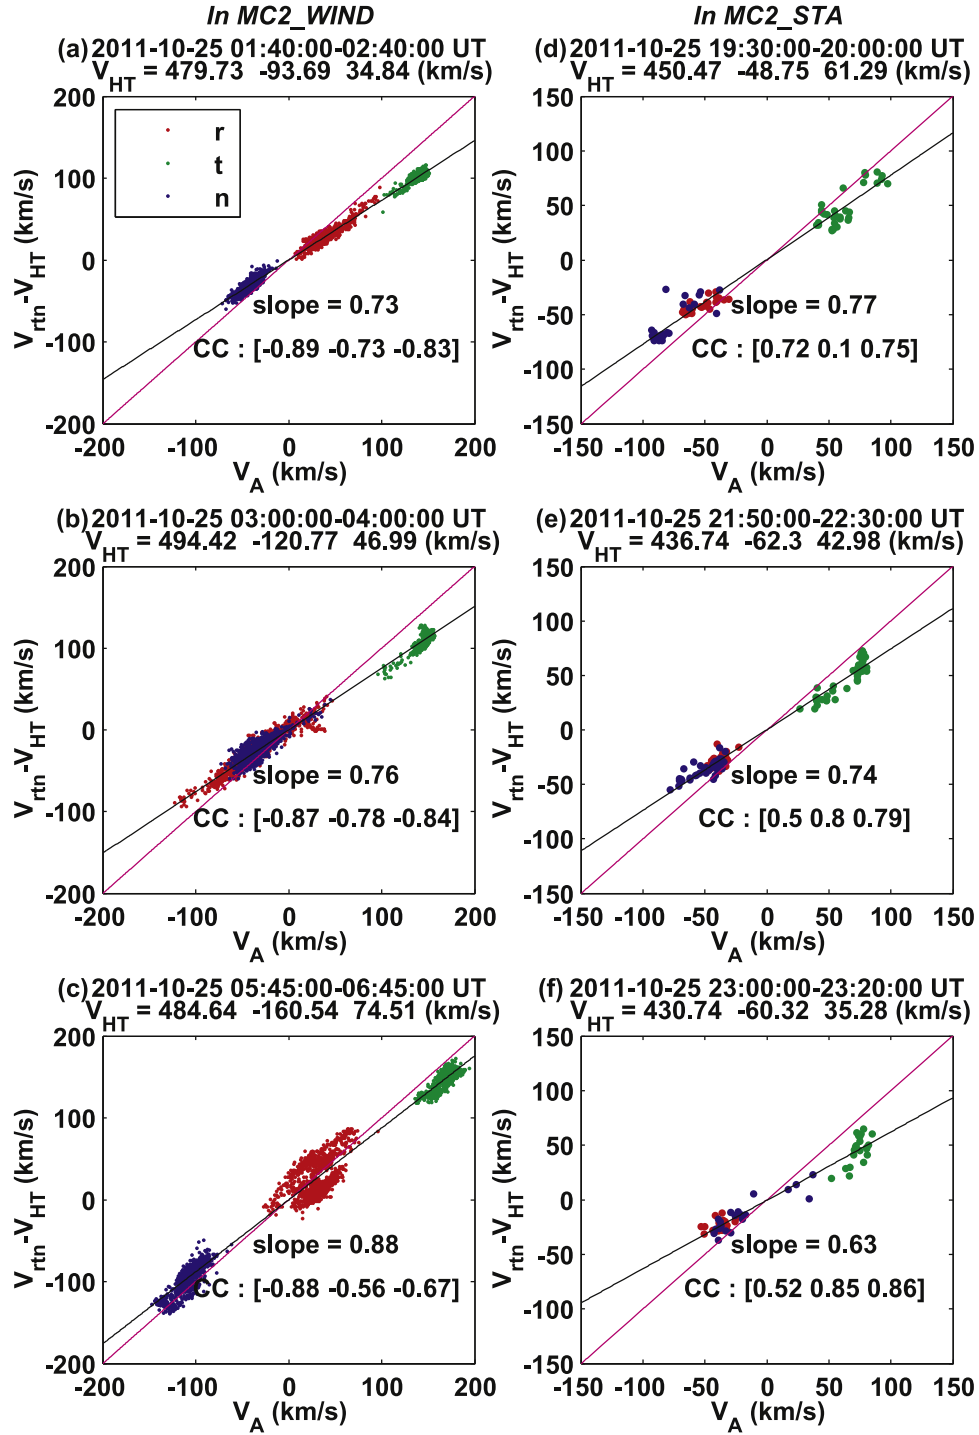 In MC2_WIND
In MC2_STA
(a) 2011-10-25 01:40:00-02:40:00 UT
V_HT = 479.73 -93.69 34.84 (km/s)
200
100
0
-100
-200
V_rtn-V_HT (km/s)
r
t
n
slope = 0.73
CC : [-0.89 -0.73 -0.83]
-200 -100 0 100 200
V_A (km/s)
(d) 2011-10-25 19:30:00-20:00:00 UT
V_HT = 450.47 -48.75 61.29 (km/s)
150
100
50
0
-50
-100
-150
V_rtn-V_HT (km/s)
slope = 0.77
CC : [0.72 0.1 0.75]
-150 -100 -50 0 50 100 150
V_A (km/s)
(b) 2011-10-25 03:00:00-04:00:00 UT
V_HT = 494.42 -120.77 46.99 (km/s)
200
100
0
-100
-200
V_rtn-V_HT (km/s)
slope = 0.76
CC : [-0.87 -0.78 -0.84]
-200 -100 0 100 200
V_A (km/s)
(e) 2011-10-25 21:50:00-22:30:00 UT
V_HT = 436.74 -62.3 42.98 (km/s)
150
100
50
0
-50
-100
-150
V_rtn-V_HT (km/s)
slope = 0.74
CC : [0.5 0.8 0.79]
-150 -100 -50 0 50 100 150
V_A (km/s)
(c) 2011-10-25 05:45:00-06:45:00 UT
V_HT = 484.64 -160.54 74.51 (km/s)
200
100
0
-100
-200
V_rtn-V_HT (km/s)
slope = 0.88
CC : [-0.88 -0.56 -0.67]
-200 -100 0 100 200
V_A (km/s)
(f) 2011-10-25 23:00:00-23:20:00 UT
V_HT = 430.74 -60.32 35.28 (km/s)
150
100
50
0
-50
-100
-150
V_rtn-V_HT (km/s)
slope = 0.63
CC : [0.52 0.85 0.86]
-150 -100 -50 0 50 100 150
V_A (km/s)